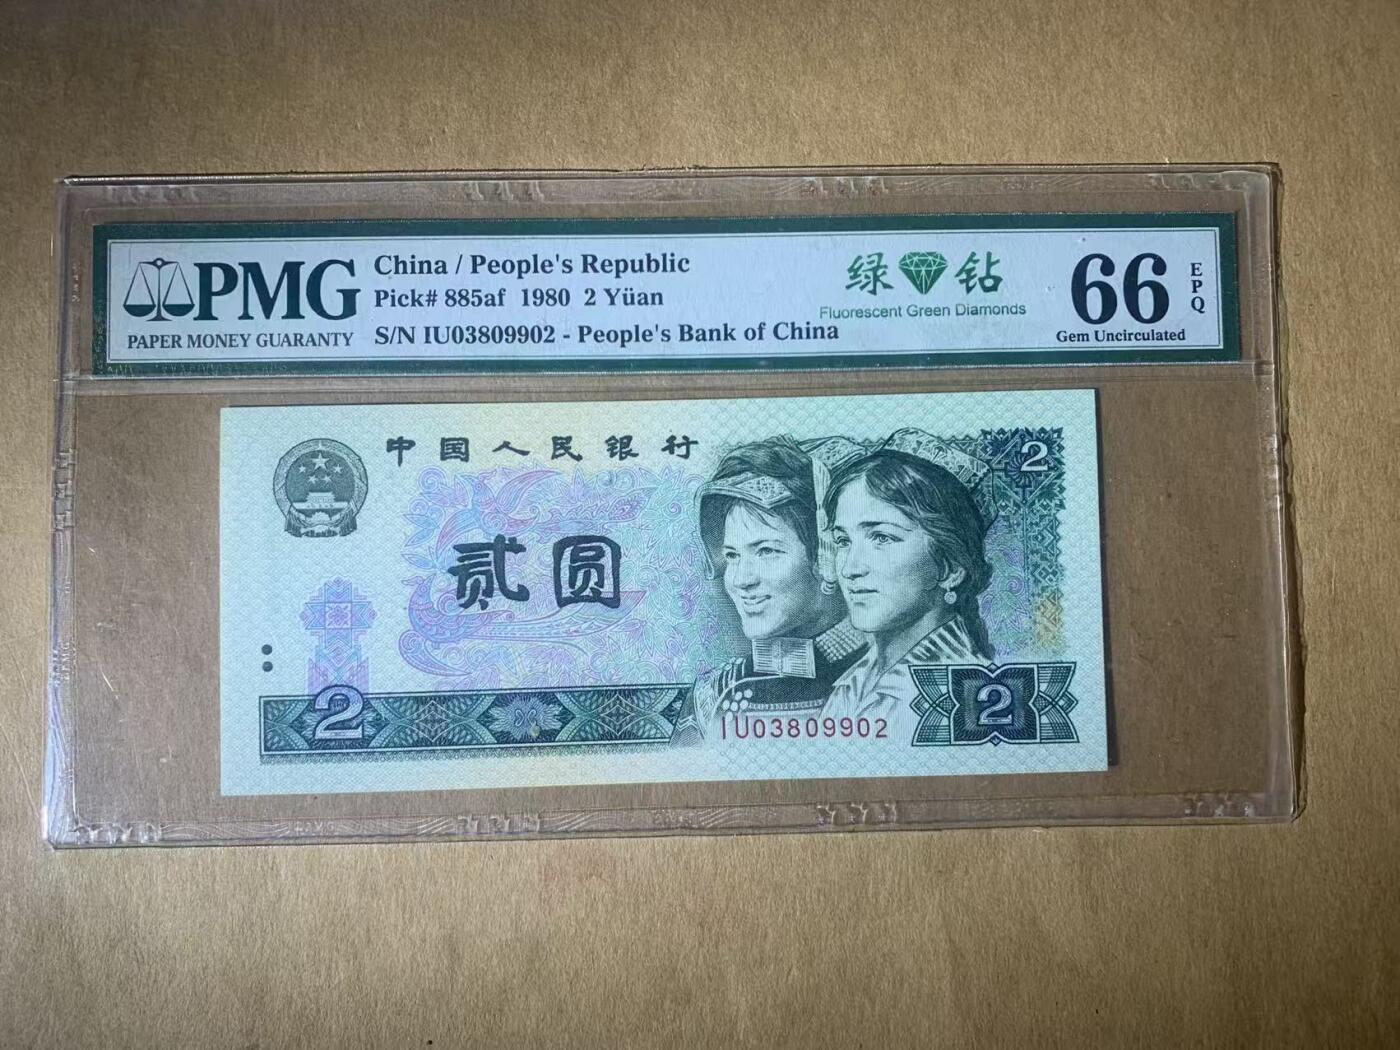 PMG
PAPER MONEY GUARANTY
China / People's Republic
Pick# 885af 1980 2 Yüan
S/N IU03809902 - People's Bank of China
绿钻
Fluorescent Green Diamonds
66
EPQ
Gem Uncirculated
中国人民银行
2
贰圆
2
IU03809902
2